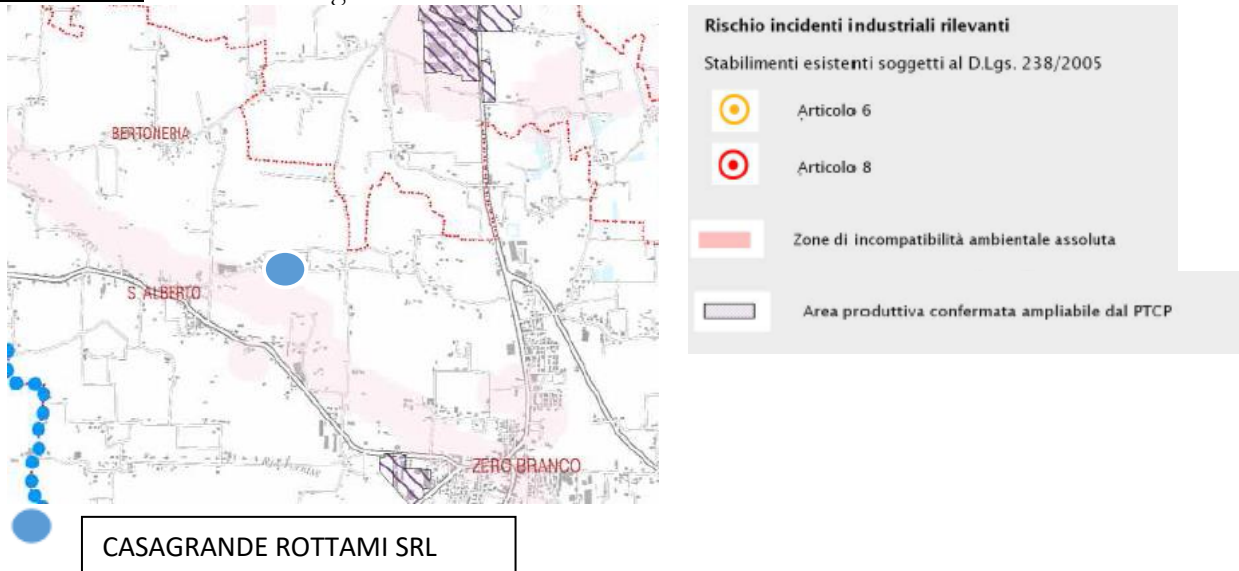 BERTONERIA
S. ALBERTO
ZERO BRANCO
CASAGRANDE ROTTAMI SRL
Rischio incidenti industriali rilevanti
Stabilimenti esistenti soggetti al D.Lgs. 238/2005
Articolo 6
Articolo 8
Zone di incompatibilità ambientale assoluta
Area produttiva confermata ampliabile dal PTCP